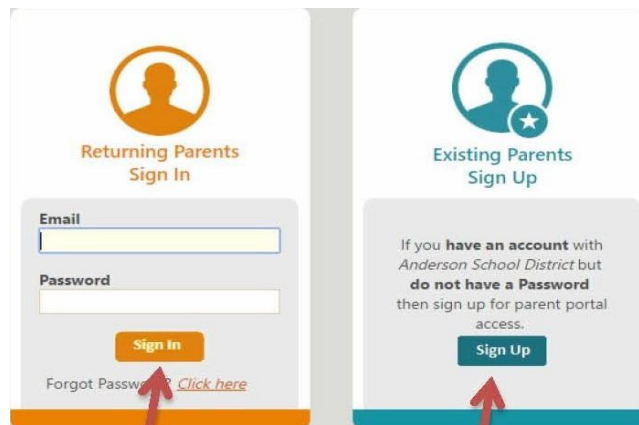 Returning Parents
Sign In
Email
Password
Sign In
Forgot Password? Click here
Existing Parents
Sign Up
If you have an account with
Anderson School District but
do not have a Password
then sign up for parent portal
access.
Sign Up